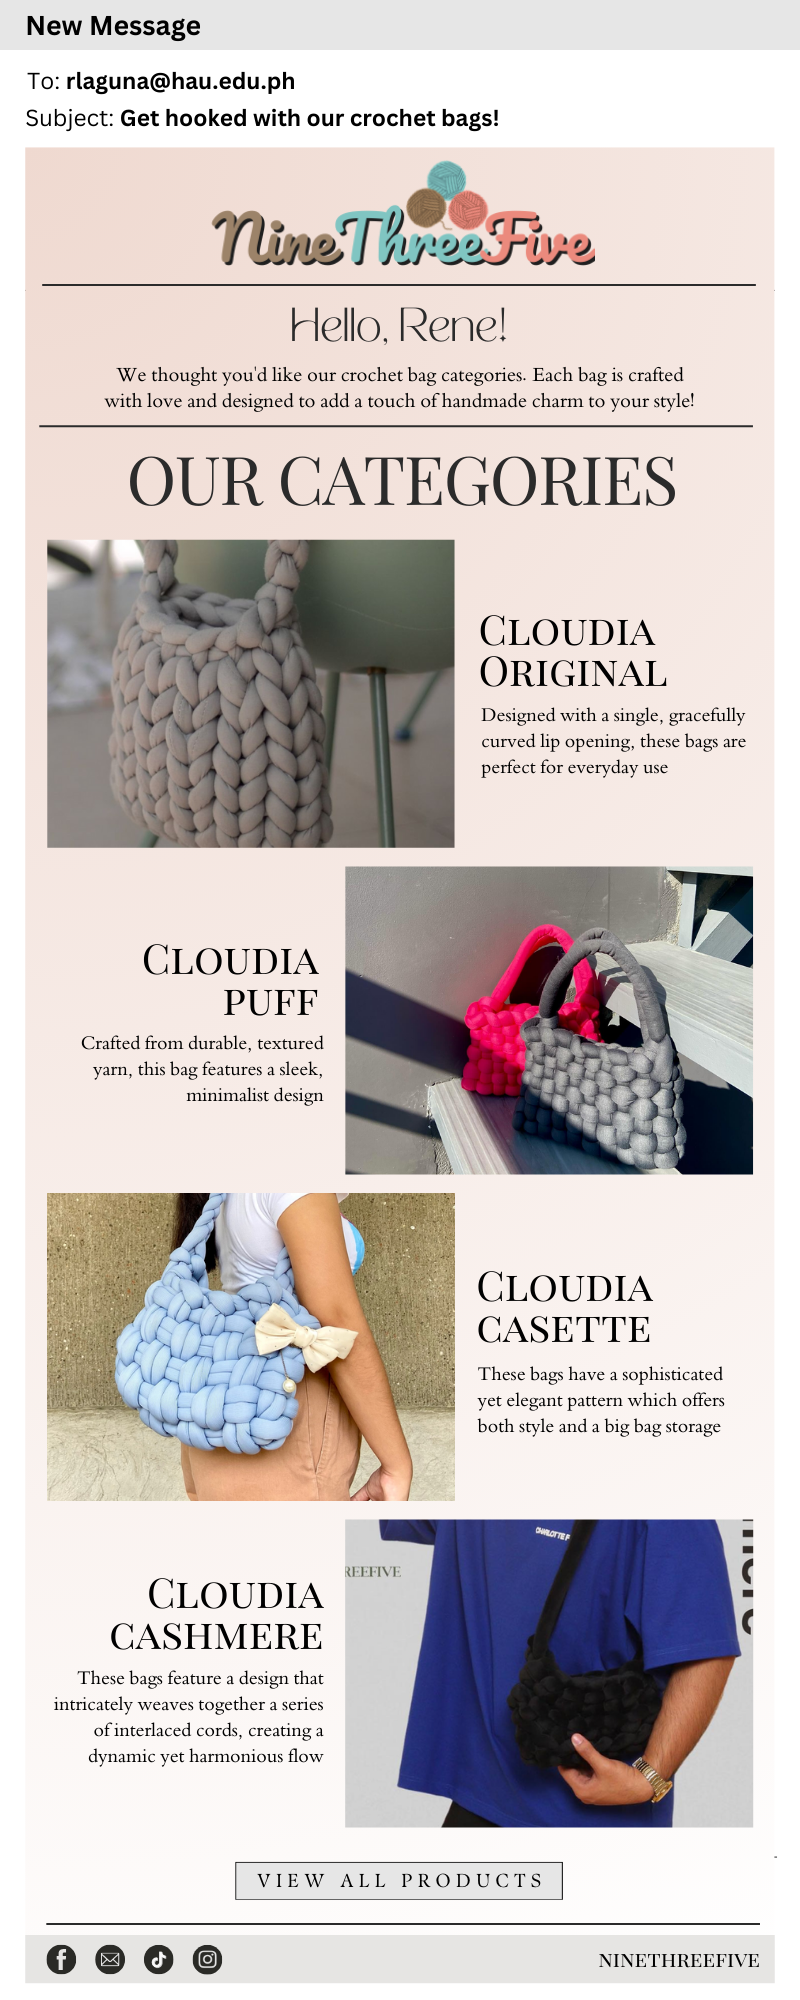 New Message
To: rlaguna@hau.edu.ph
Subject: Get hooked with our crochet bags!
NineThreeFive
Hello, Rene!
We thought you'd like our crochet bag categories. Each bag is crafted
with love and designed to add a touch of handmade charm to your style!
OUR CATEGORIES
CLOUDIA
ORIGINAL
Designed with a single, gracefully
curved lip opening, these bags are
perfect for everyday use
CLOUDIA
PUFF
Crafted from durable, textured
yarn, this bag features a sleek,
minimalist design
CLOUDIA
CASETTE
These bags have a sophisticated
yet elegant pattern which offers
both style and a big bag storage
CHARLOTTE F
REEFIVE
CLOUDIA
CASHMERE
These bags feature a design that
intricately weaves together a series
of interlaced cords, creating a
dynamic yet harmonious flow
VIEW ALL PRODUCTS
NINETHREEFIVE